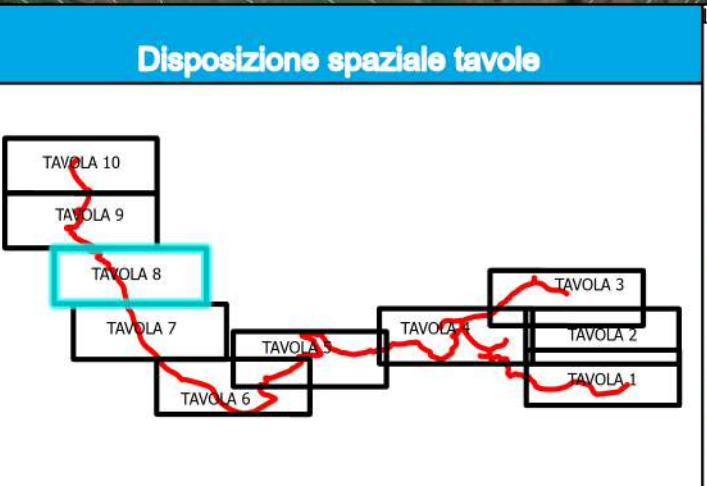 Disposizione spaziale tavole
TAVOLA 10
TAVOLA 9
TAVOLA 8
TAVOLA 3
TAVOLA 7
TAVOLA 4
TAVOLA 2
TAVOLA 5
TAVOLA 1
TAVOLA 6